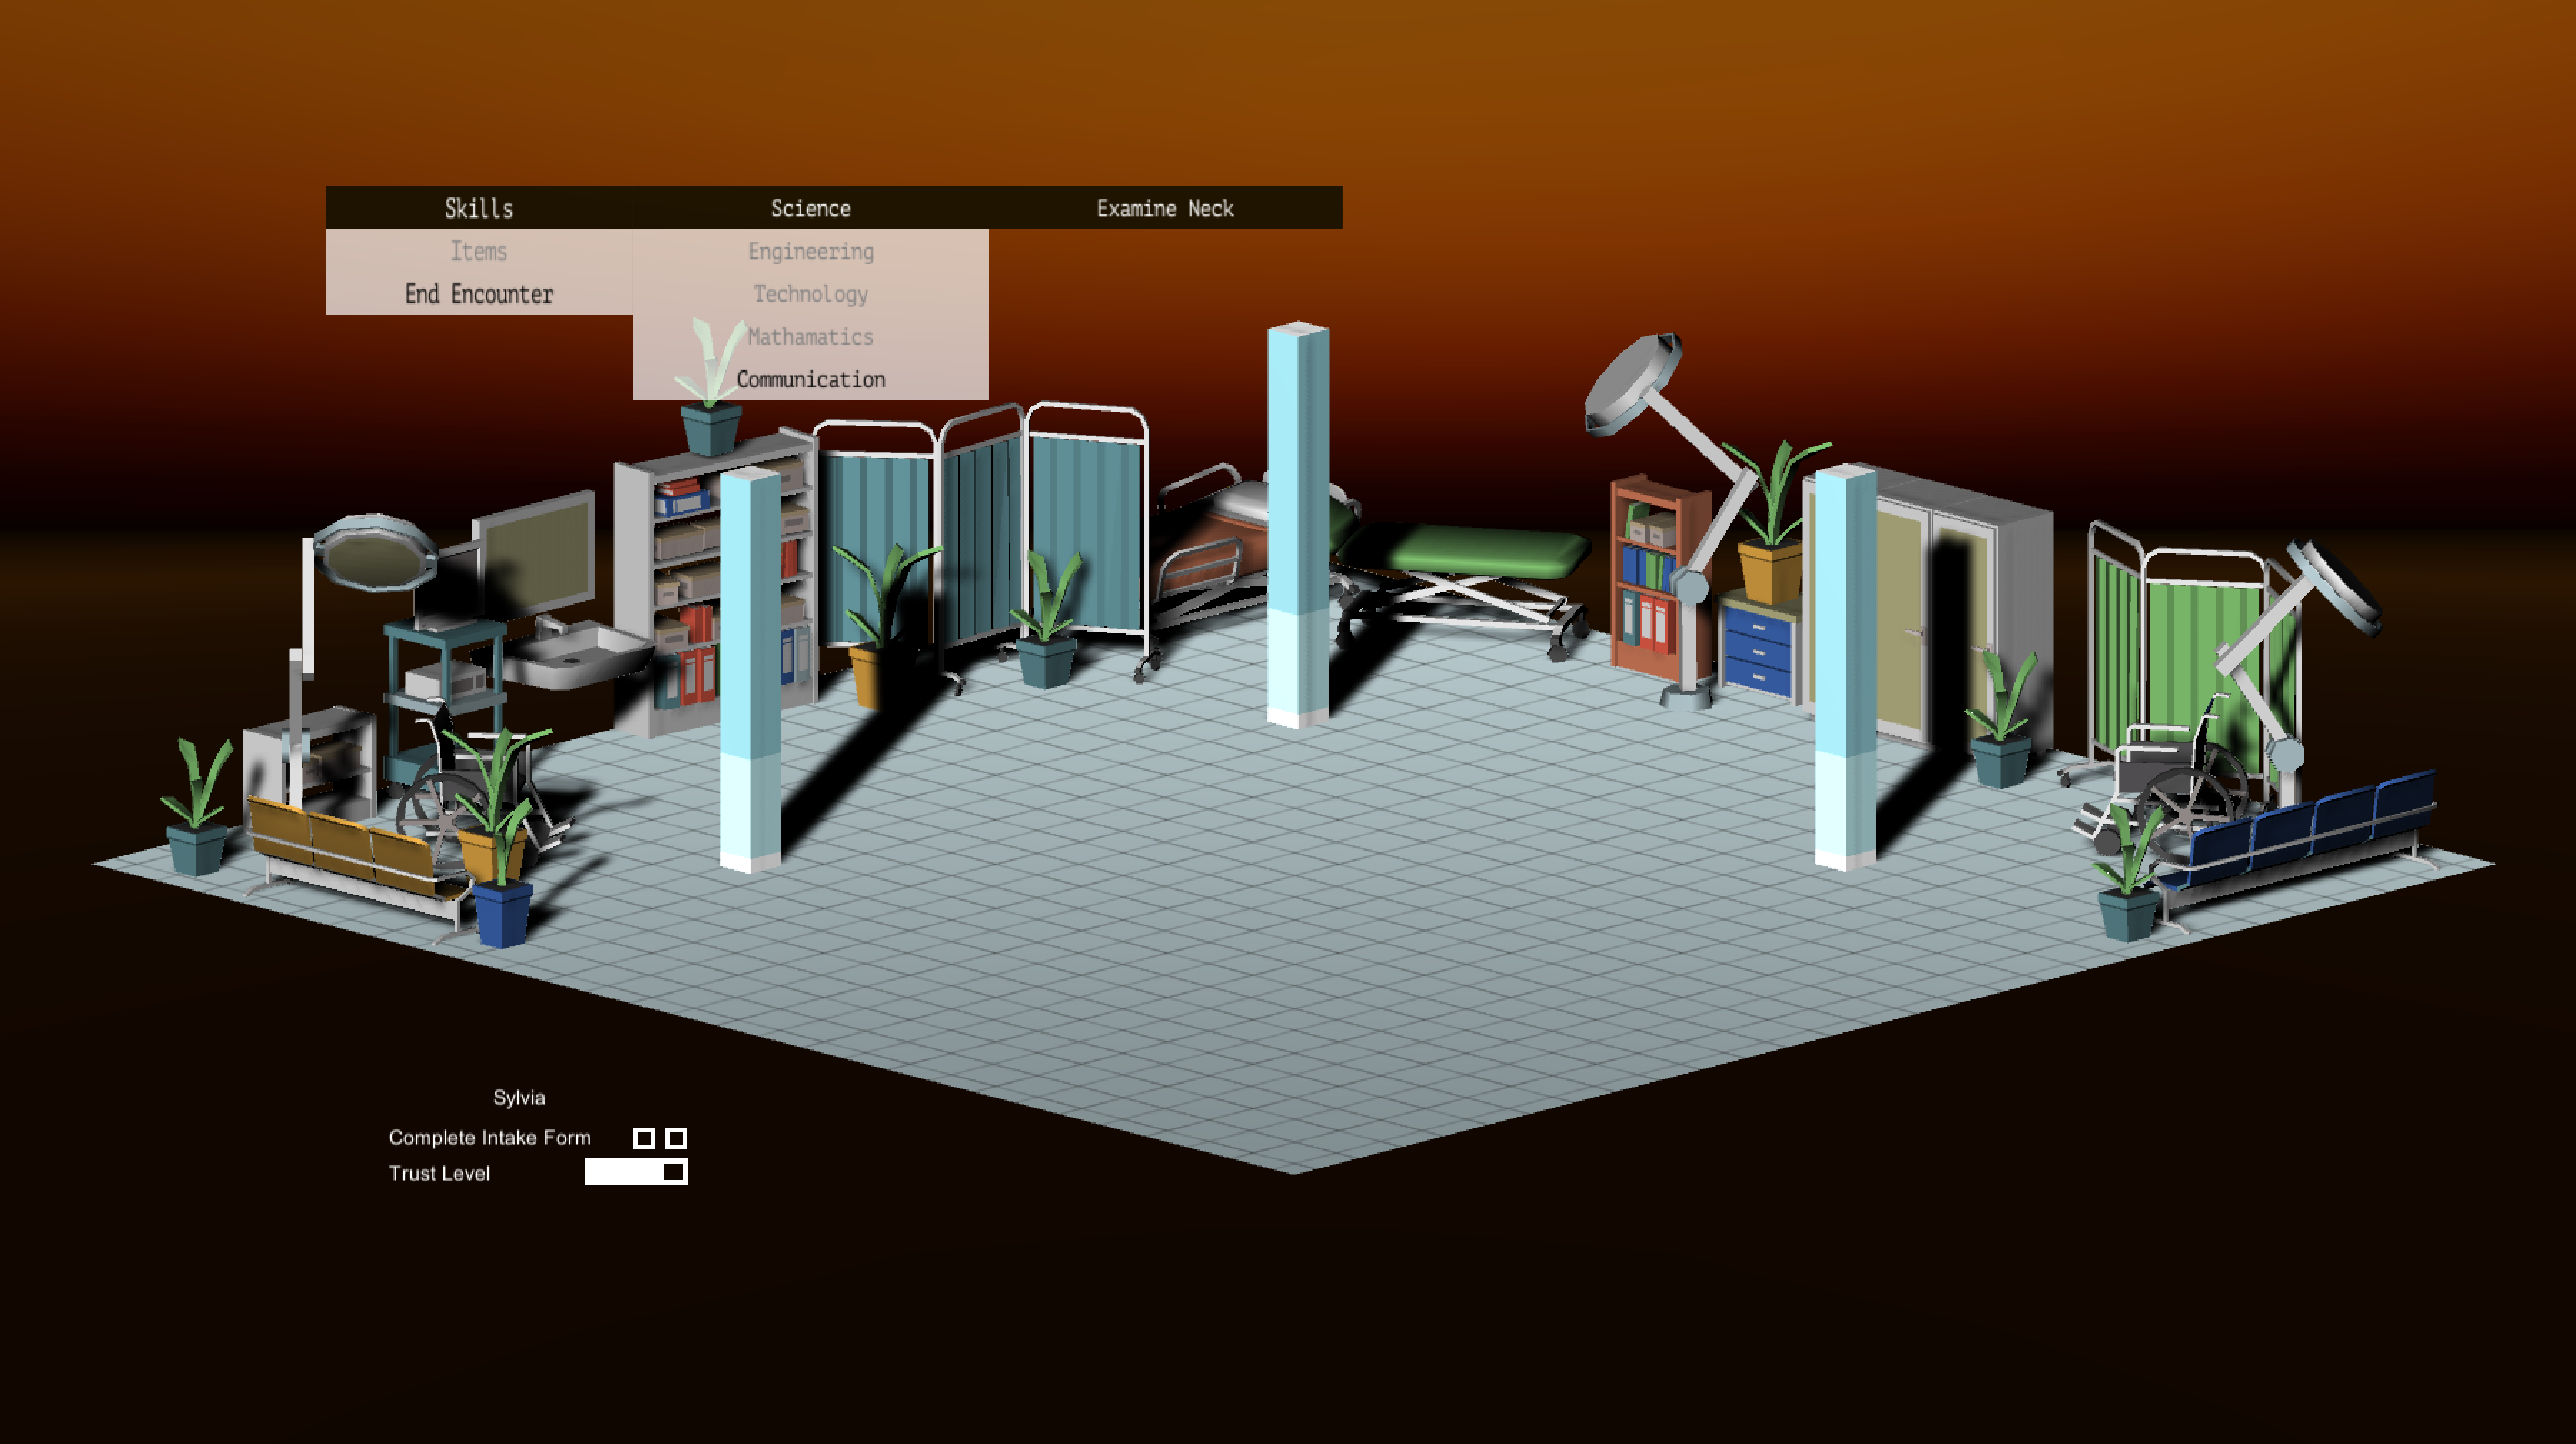 Skills Science Examine Neck
Items Engineering
End Encounter Technology
Mathamatics
Communication
Sylvia
Complete Intake Form
Trust Level